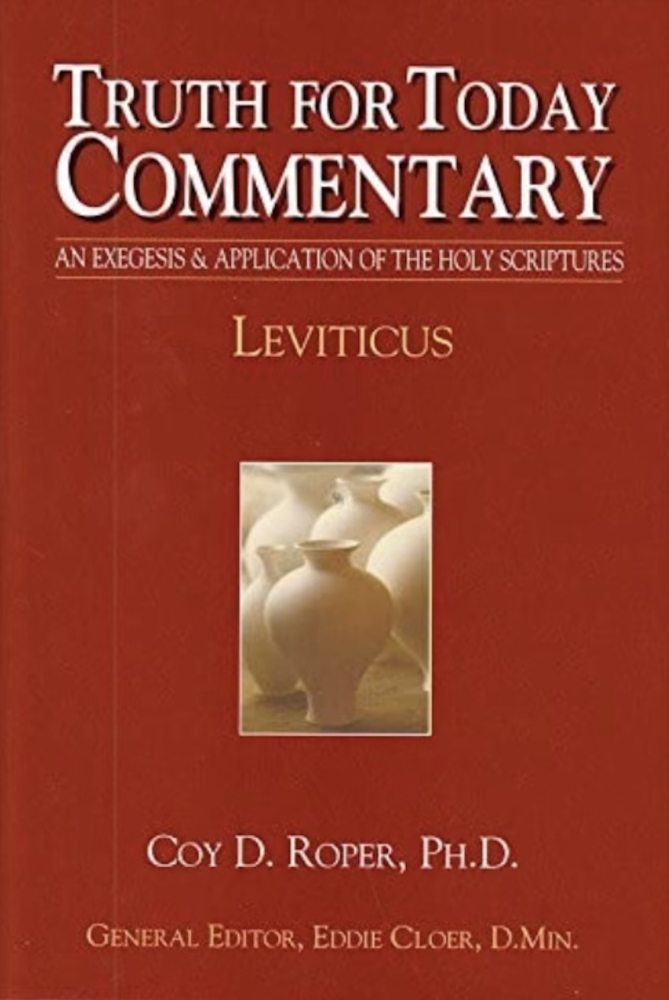 TRUTH FOR TODAY
COMMENTARY
AN EXEGESIS & APPLICATION OF THE HOLY SCRIPTURES
LEVITICUS
COY D. ROPER, PH.D.
GENERAL EDITOR, EDDIE CLOER, D.MIN.